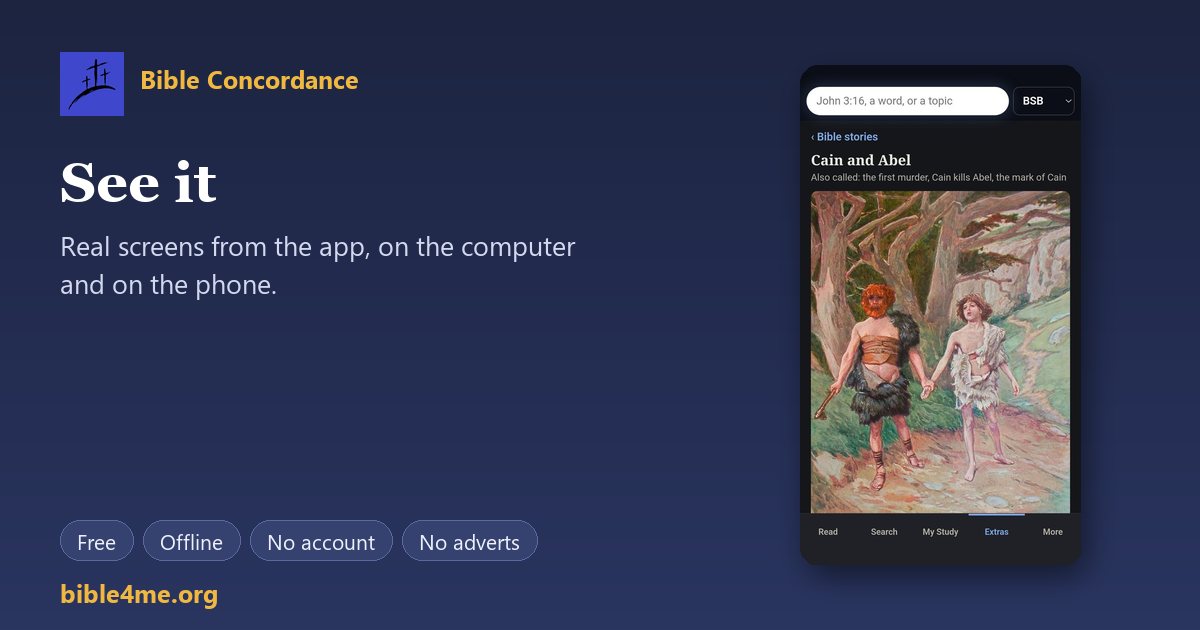 Bible Concordance
See it
Real screens from the app, on the computer
and on the phone.
Free
Offline
No account
No adverts
bible4me.org
John 3:16, a word, or a topic
BSB
‹ Bible stories
Cain and Abel
Also called: the first murder, Cain kills Abel, the mark of Cain
Read
Search
My Study
Extras
More